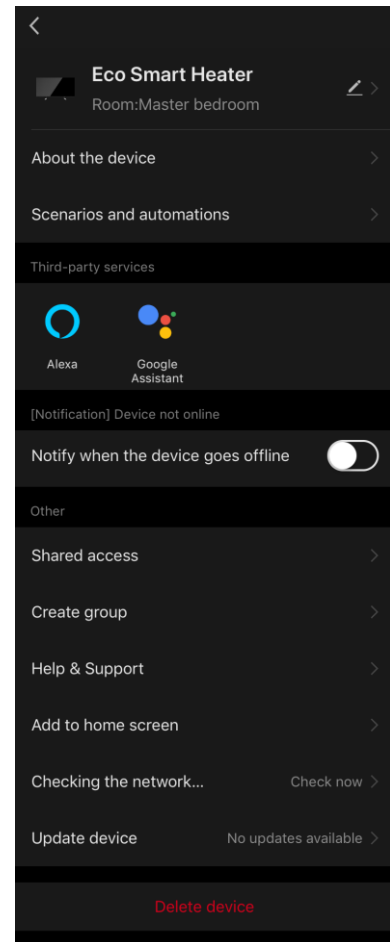 Eco Smart Heater
Room:Master bedroom
About the device
Scenarios and automations
Third-party services
Alexa
Google
Assistant
[Notification] Device not online
Notify when the device goes offline
Other
Shared access
Create group
Help & Support
Add to home screen
Checking the network... Check now
Update device No updates available
Delete device